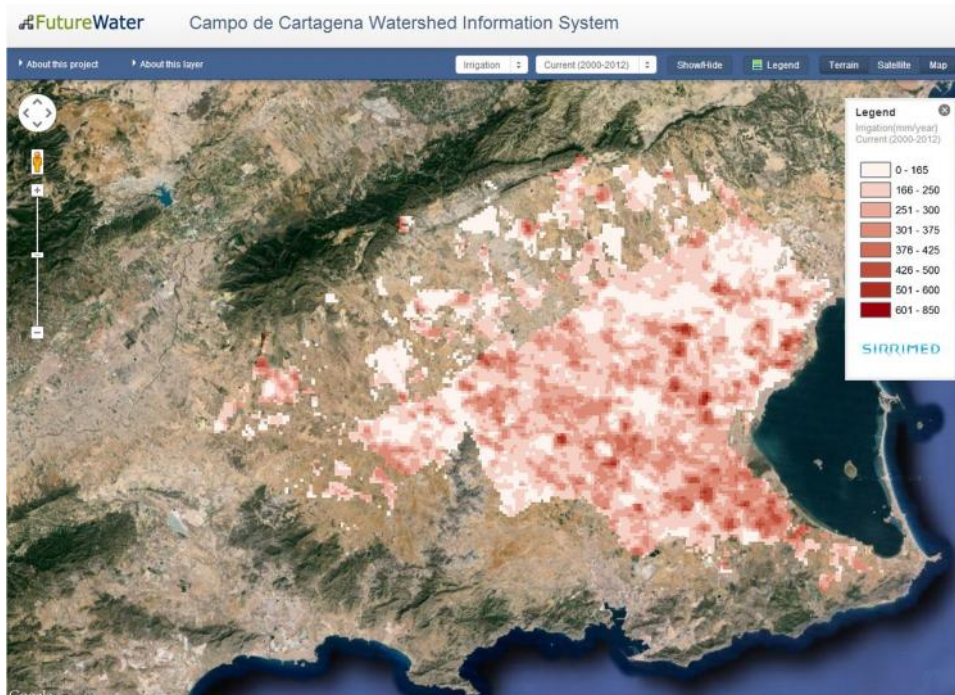 FutureWater Campo de Cartagena Watershed Information System
About this project About this layer Irrigation Current (2000-2012) Show/Hide Legend Terrain Satellite Map
Legend
Irrigation(mm/year)
Current (2000-2012)
0 - 165
166 - 250
251 - 300
301 - 375
376 - 425
426 - 500
501 - 600
601 - 850
SIRRIMED
Google